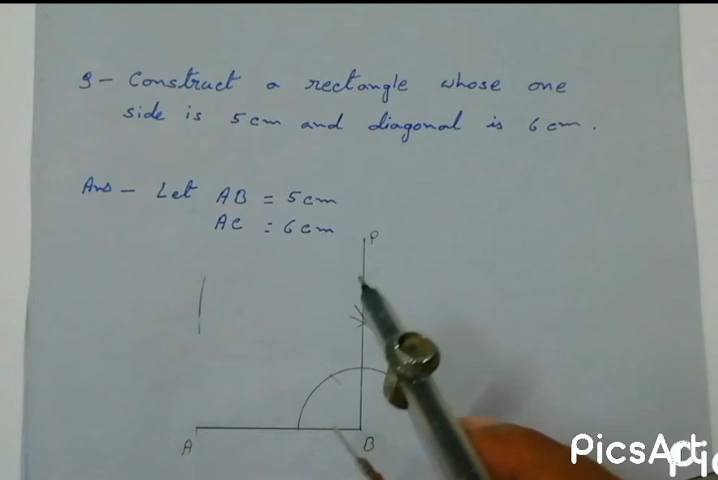 9- Construct a rectangle whose one
side is 5cm and diagonal is 6cm.
Ans- Let AB = 5cm
AC = 6cm
P
A
B
PicsArt
Pic